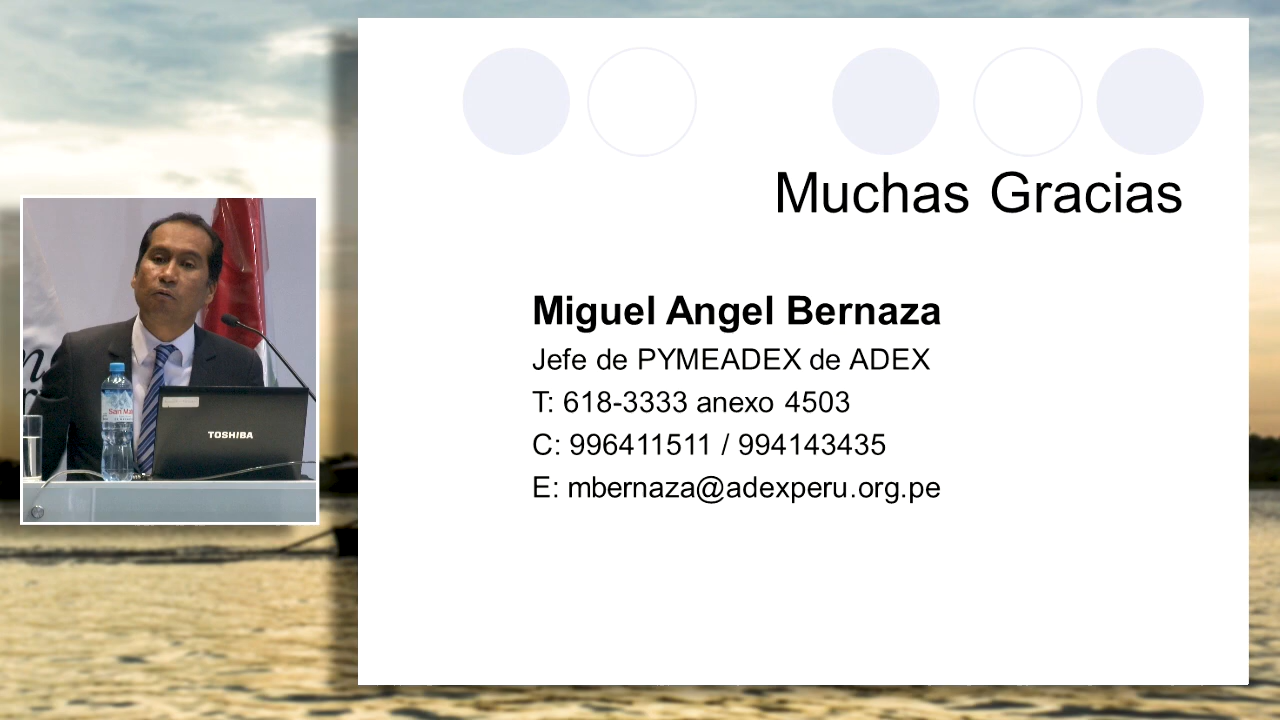 Muchas Gracias
Miguel Angel Bernaza
Jefe de PYMEADEX de ADEX
T: 618-3333 anexo 4503
C: 996411511 / 994143435
E: mbernaza@adexperu.org.pe
TOSHIBA